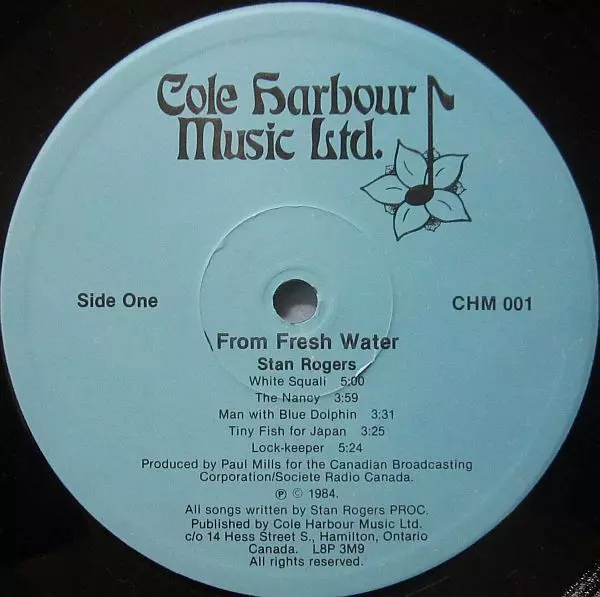 Cole Harbour
Music Ltd.
Side One
CHM 001
From Fresh Water
Stan Rogers
White Squali 5:00
The Nancy 3:59
Man with Blue Dolphin 3:31
Tiny Fish for Japan 3:25
Lock-keeper 5:24
Produced by Paul Mills for the Canadian Broadcasting
Corporation/Societe Radio Canada.
℗ © 1984.
All songs written by Stan Rogers PROC.
Published by Cole Harbour Music Ltd.
c/o 14 Hess Street S., Hamilton, Ontario
Canada. L8P 3M9
All rights reserved.